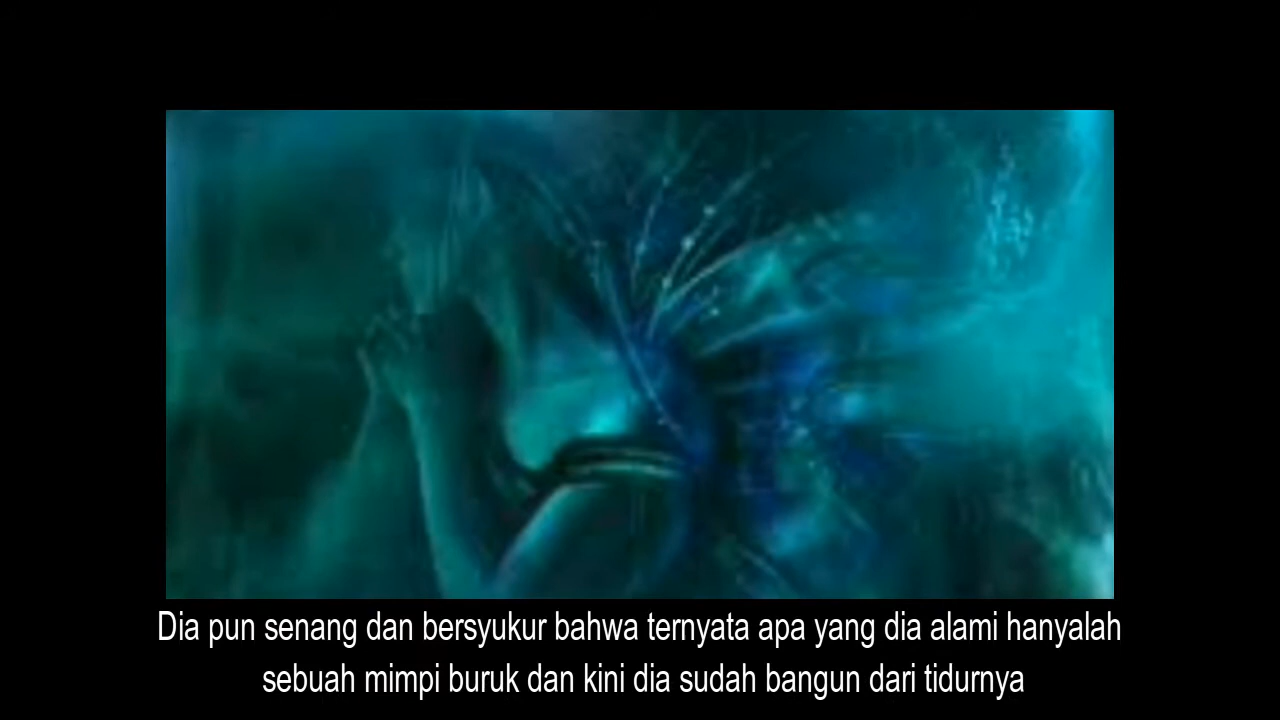 Dia pun senang dan bersyukur bahwa ternyata apa yang dia alami hanyalah
sebuah mimpi buruk dan kini dia sudah bangun dari tidurnya